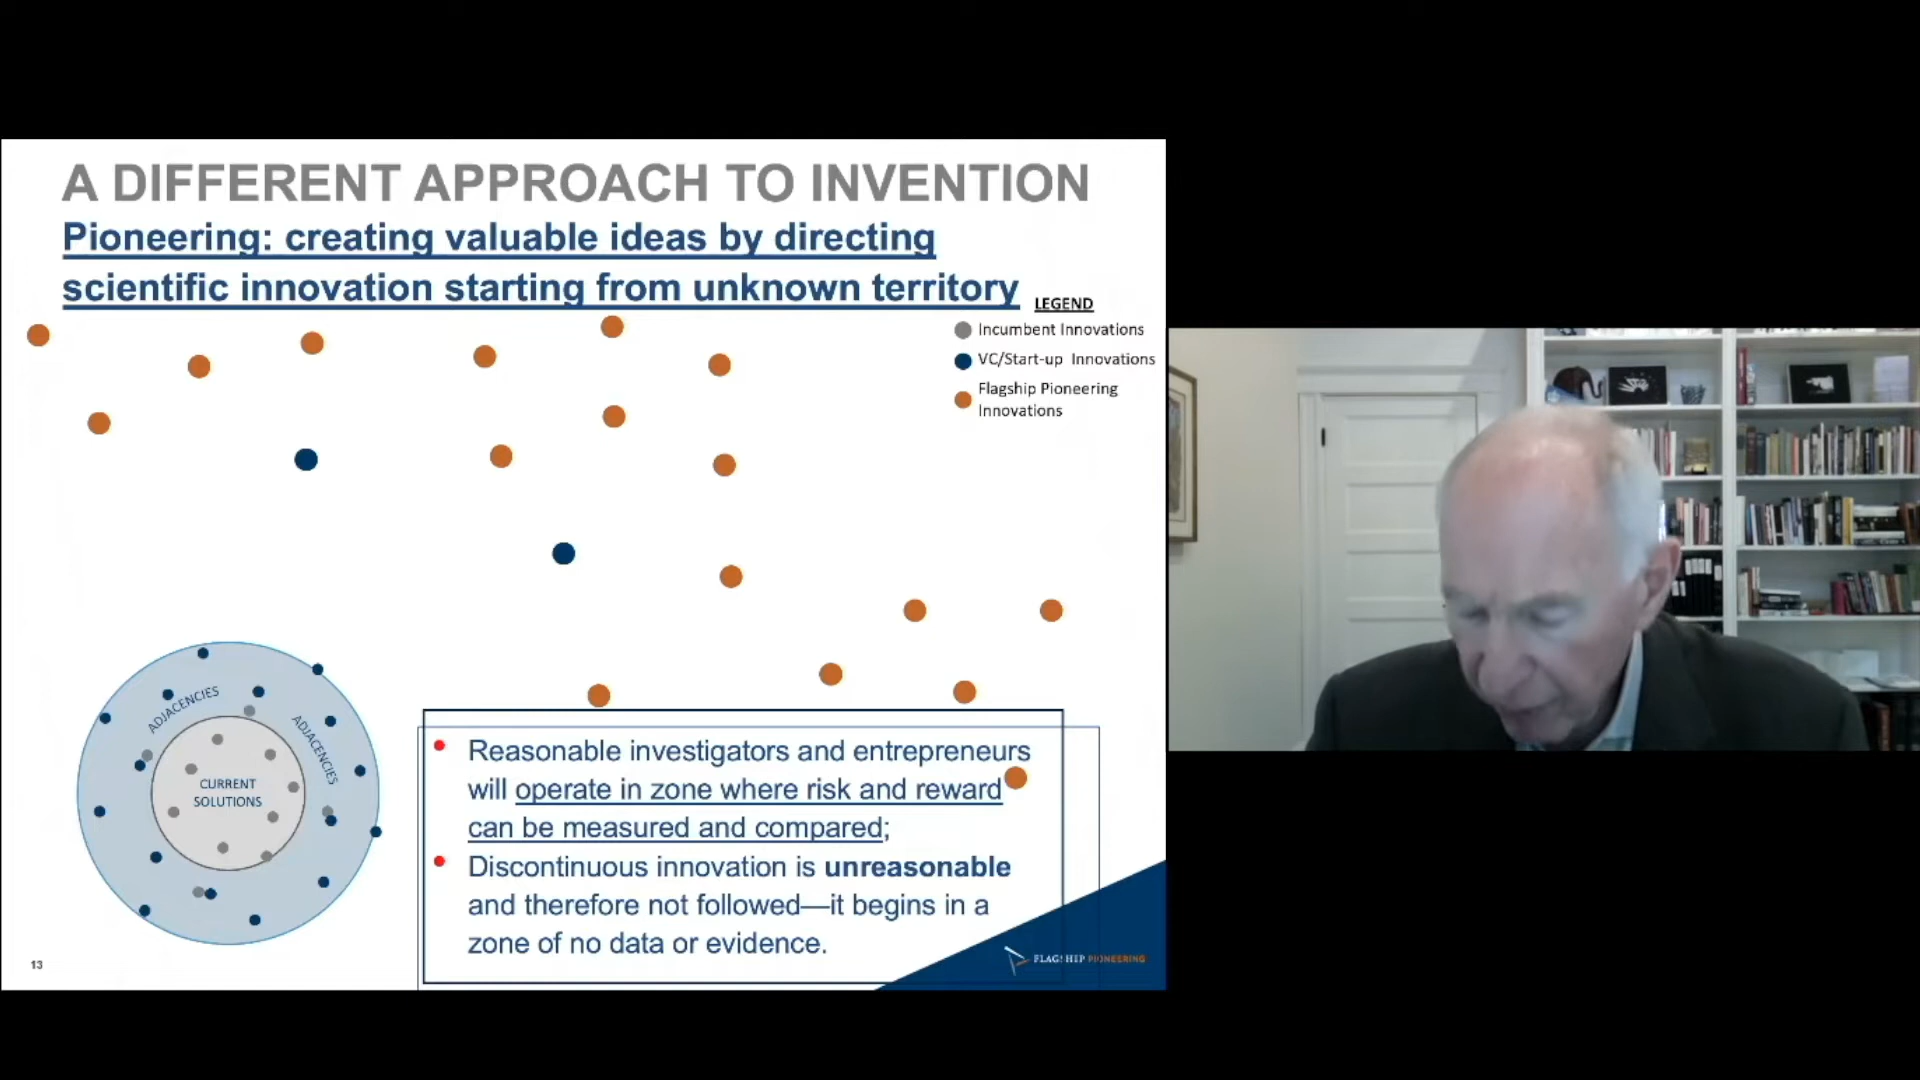 A DIFFERENT APPROACH TO INVENTION
Pioneering: creating valuable ideas by directing
scientific innovation starting from unknown territory
LEGEND
Incumbent Innovations
VC/Start-up Innovations
Flagship Pioneering
Innovations
ADJACENCIES
ADJACENCIES
CURRENT
SOLUTIONS
• Reasonable investigators and entrepreneurs
will operate in zone where risk and reward
can be measured and compared;
• Discontinuous innovation is unreasonable
and therefore not followed—it begins in a
zone of no data or evidence.
13
FLAGSHIP PIONEERING